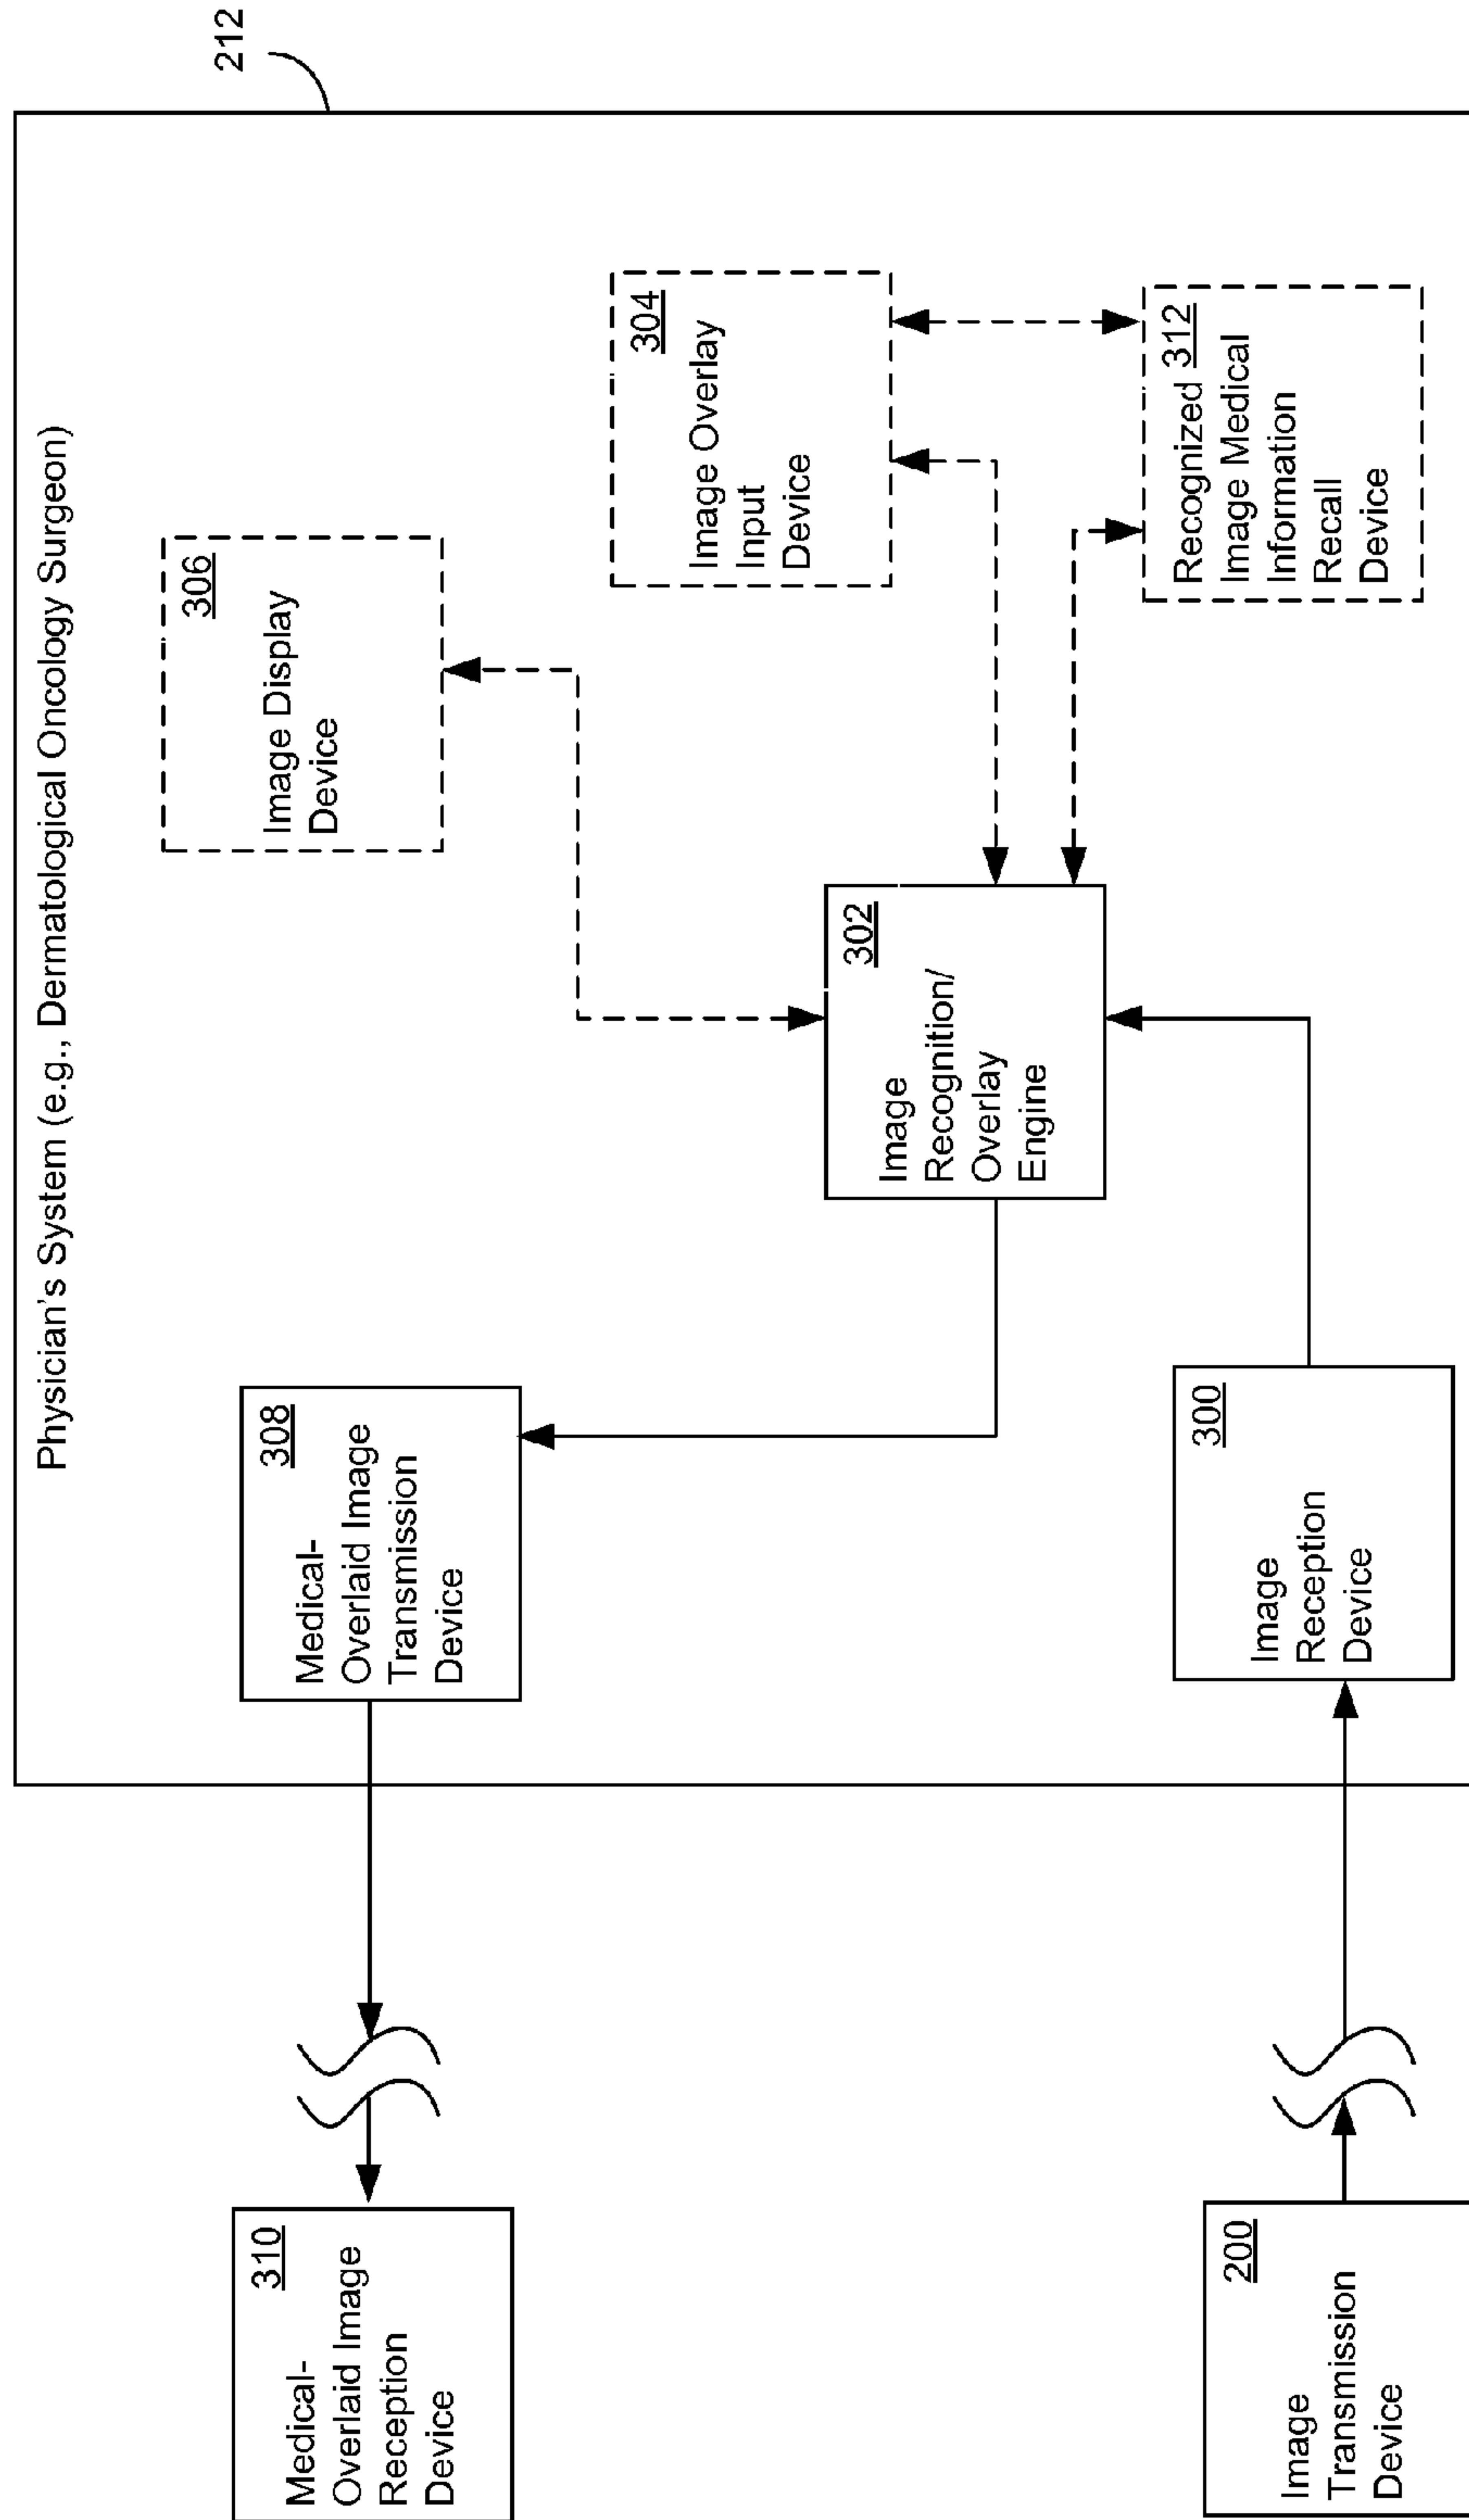 Physician's System (e.g., Dermatological Oncology Surgeon)
212
310
Medical-
Overlaid Image
Reception
Device
308
Medical-
Overlaid Image
Transmission
Device
306
Image Display
Device
302
Image
Recognition/
Overlay
Engine
304
Image Overlay
Input
Device
200
Image
Transmission
Device
300
Image
Reception
Device
Recognized 312
Image Medical
Information
Recall
Device